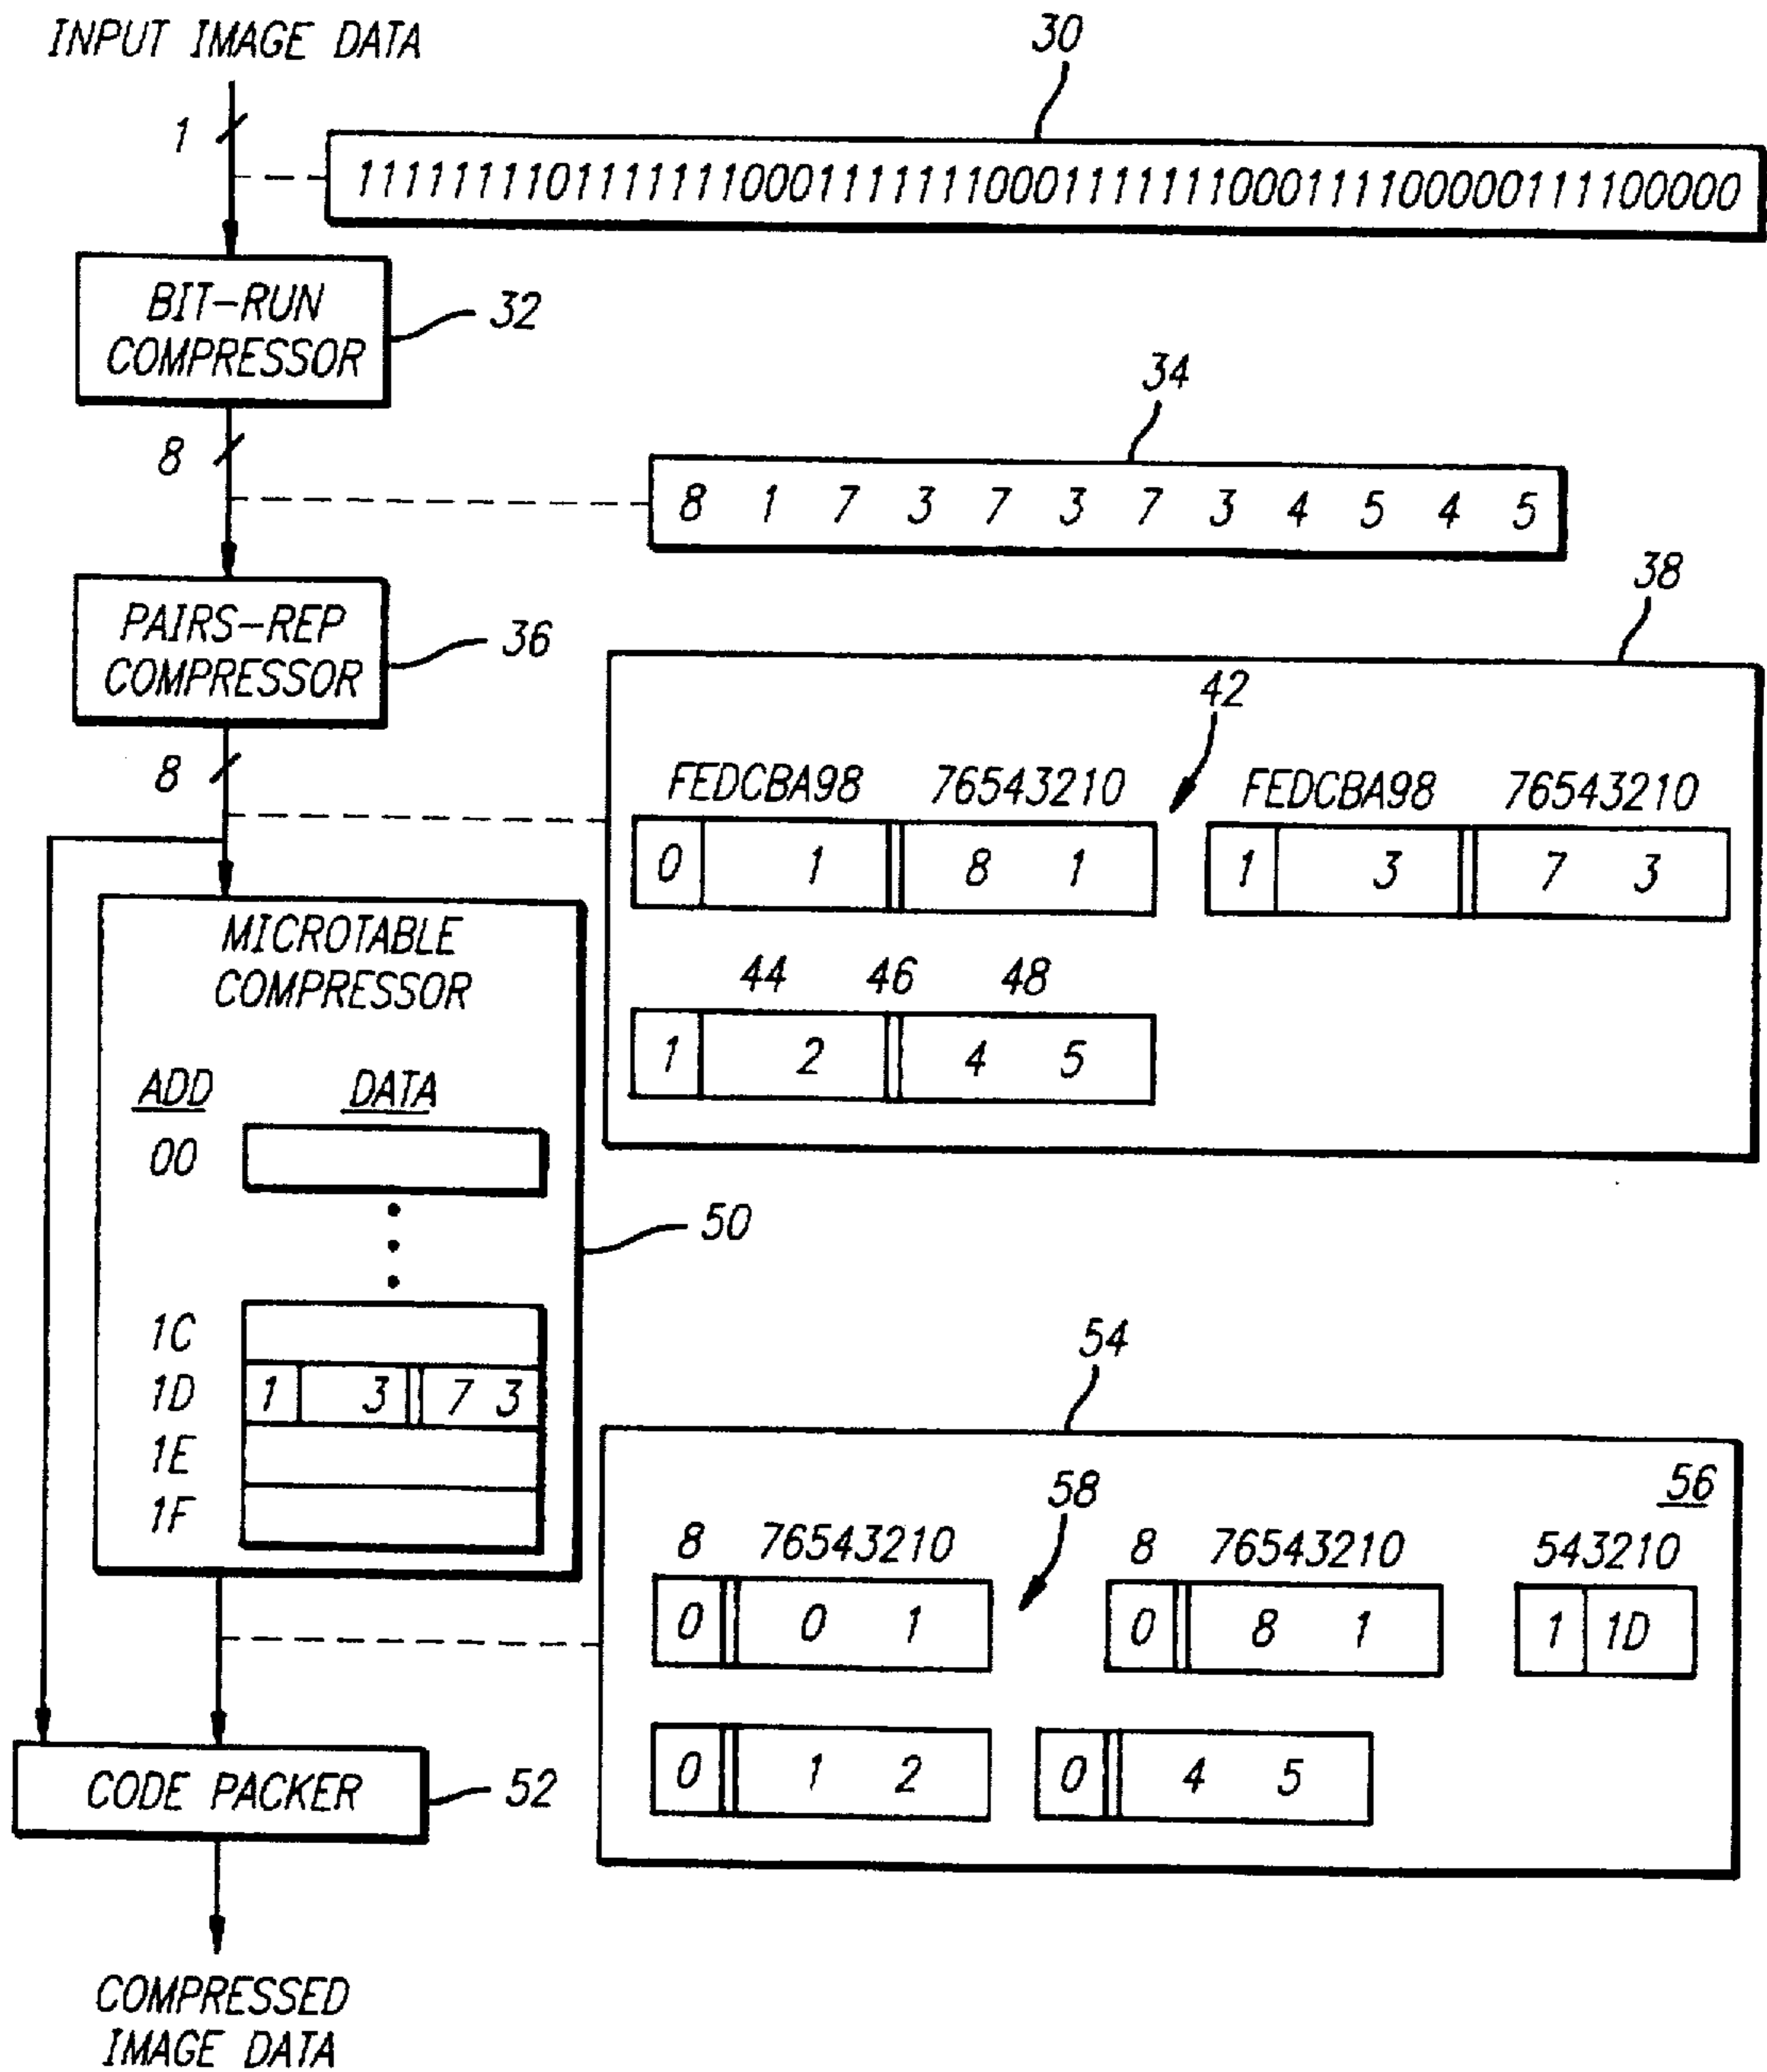 INPUT IMAGE DATA
30
1
111111110111111100011111110001111111000111100000111100000
BIT-RUN
COMPRESSOR
32
8
34
8 1 7 3 7 3 7 3 4 5 4 5
PAIRS-REP
COMPRESSOR
36
38
8
42
FEDCBA98 76543210 FEDCBA98 76543210
0 1 8 1 1 3 7 3
44 46 48
1 2 4 5
MICROTABLE
COMPRESSOR
ADD DATA
00
50
1C
1D 1 3 7 3
1E
1F
54
56
58
8 76543210 8 76543210 543210
0 0 1 0 8 1 1 1D
0 1 2 0 4 5
CODE PACKER
52
COMPRESSED
IMAGE DATA